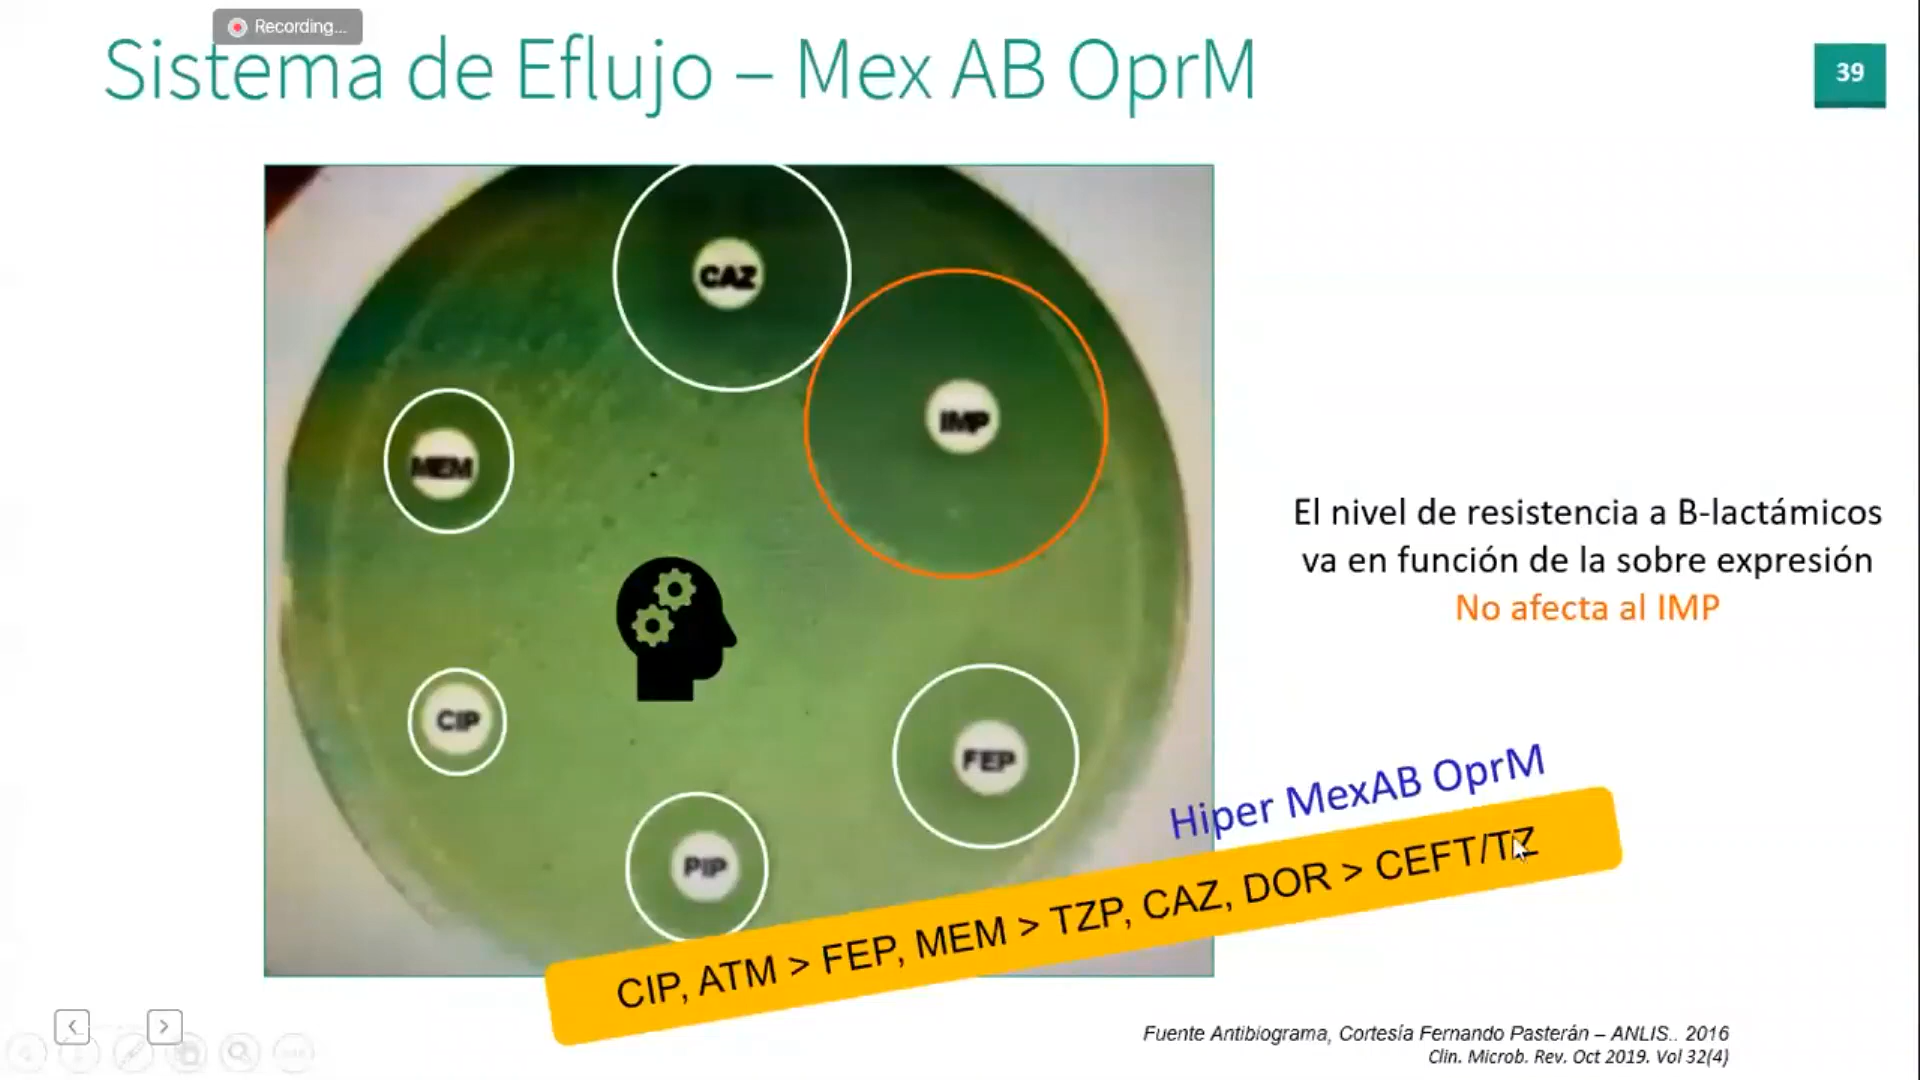 Recording...
Sistema de Eflujo – Mex AB OprM
39
CAZ
IMP
MEM
CIP
FEP
PIP
El nivel de resistencia a B-lactámicos
va en función de la sobre expresión
No afecta al IMP
Hiper MexAB OprM
CIP, ATM > FEP, MEM > TZP, CAZ, DOR > CEFT/TZ
Fuente Antibiograma, Cortesía Fernando Pasterán – ANLIS.. 2016
Clin. Microb. Rev. Oct 2019. Vol 32(4)